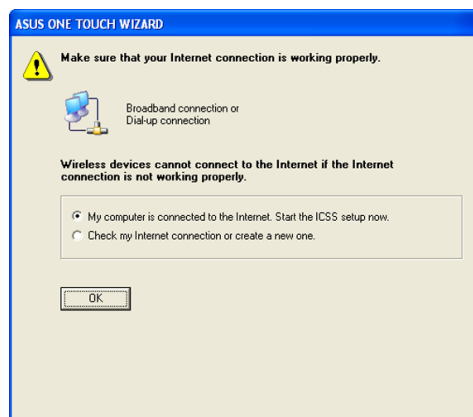 ASUS ONE TOUCH WIZARD
Make sure that your Internet connection is working properly.
Broadband connection or
Dial-up connection
Wireless devices cannot connect to the Internet if the Internet
connection is not working properly.
My computer is connected to the Internet. Start the ICSS setup now.
Check my Internet connection or create a new one.
OK